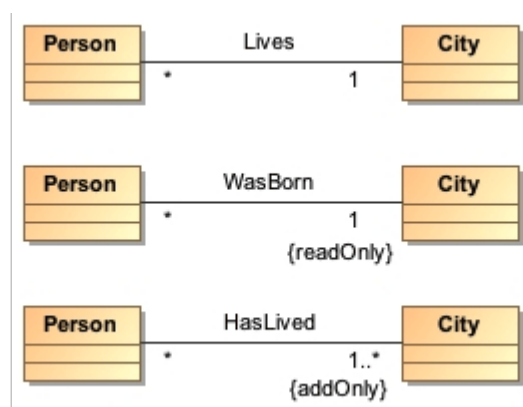 Person Lives City
* 1
Person WasBorn City
* 1
{readOnly}
Person HasLived City
* 1..*
{addOnly}